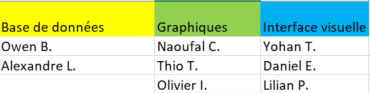 Base de données Graphiques Interface visuelle
Owen B. Naoufal C. Yohan T.
Alexandre L. Thio T. Daniel E.
Olivier I. Lilian P.